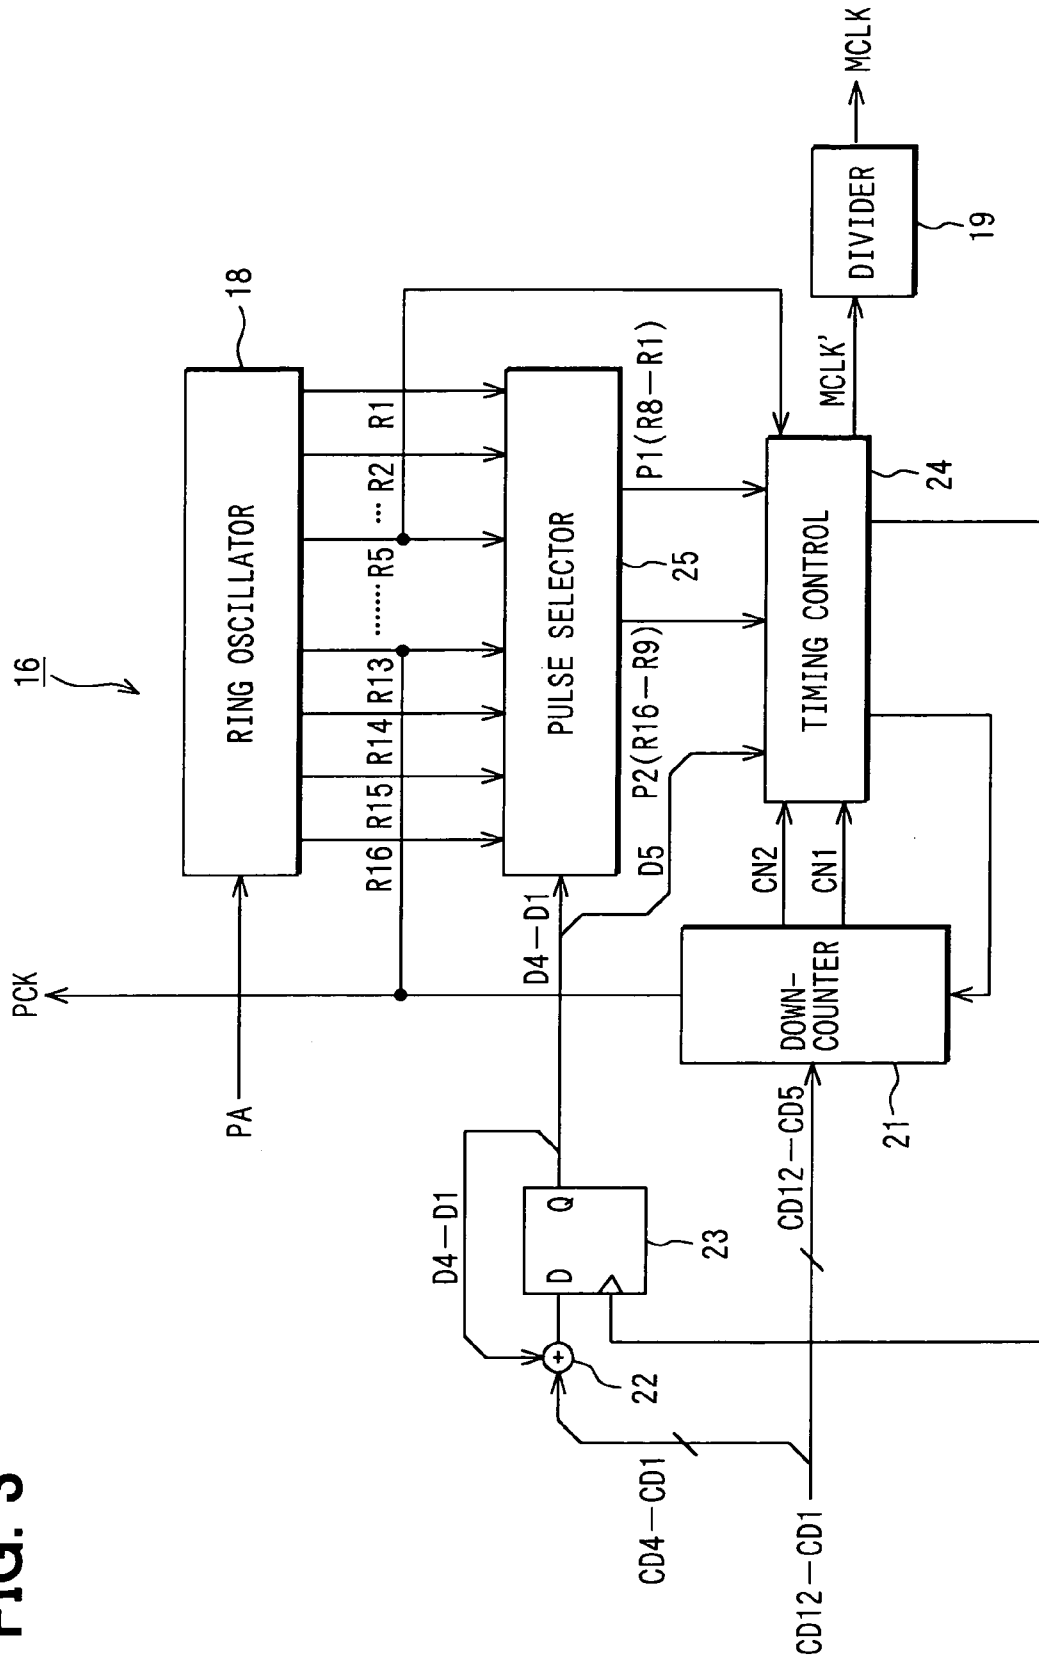 FIG. 3
16
PCK
PA
RING OSCILLATOR
18
R16
R15
R14
R13
········R5
···R2
R1
D4—D1
D4—D1
PULSE SELECTOR
25
P2(R16—R9)
P1(R8—R1)
D5
D
Q
23
22
CD4—CD1
CD12—CD1
CD12—CD5
DOWN-
COUNTER
21
CN2
CN1
TIMING CONTROL
24
MCLK'
DIVIDER
19
MCLK